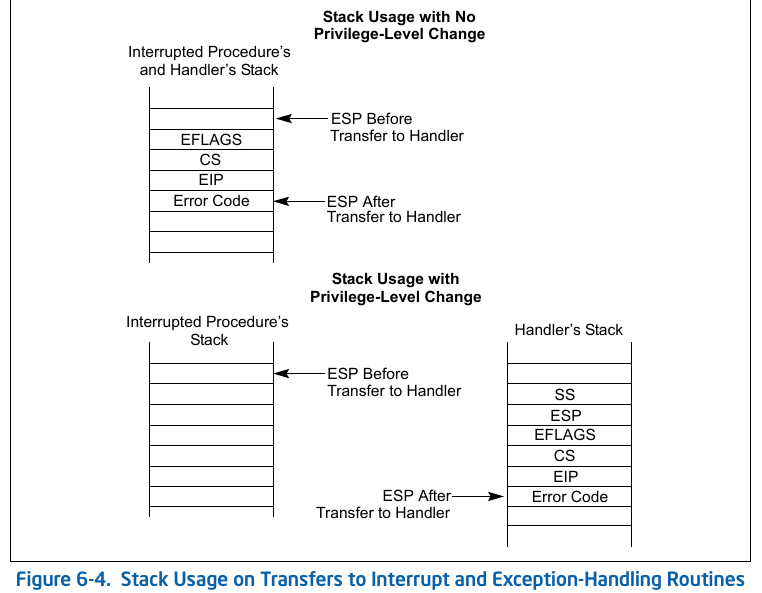 Stack Usage with No
Privilege-Level Change
Interrupted Procedure's
and Handler's Stack
ESP Before
Transfer to Handler
EFLAGS
CS
EIP
Error Code
ESP After
Transfer to Handler
Stack Usage with
Privilege-Level Change
Interrupted Procedure's
Stack
Handler's Stack
ESP Before
Transfer to Handler
SS
ESP
EFLAGS
CS
EIP
ESP After
Transfer to Handler
Error Code
Figure 6-4. Stack Usage on Transfers to Interrupt and Exception-Handling Routines